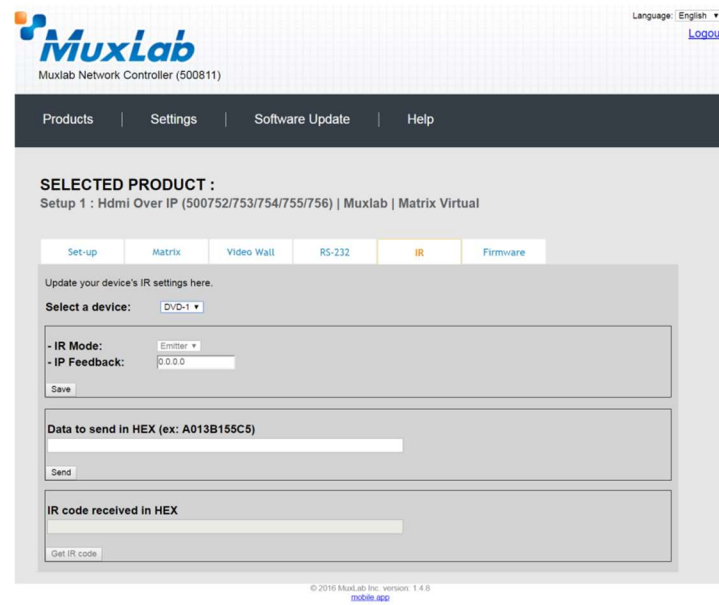 Language: English
Logou
MuxLab
Muxlab Network Controller (500811)
Products | Settings | Software Update | Help
SELECTED PRODUCT :
Setup 1 : Hdmi Over IP (500752/753/754/755/756) | Muxlab | Matrix Virtual
Set-up Matrix Video Wall RS-232 IR Firmware
Update your device's IR settings here.
Select a device: DVD-1
- IR Mode: Emitter
- IP Feedback: 0.0.0.0
Save
Data to send in HEX (ex: A013B155C5)
Send
IR code received in HEX
Get IR code
© 2016 MuxLab Inc. version: 1.4.6
mobile app